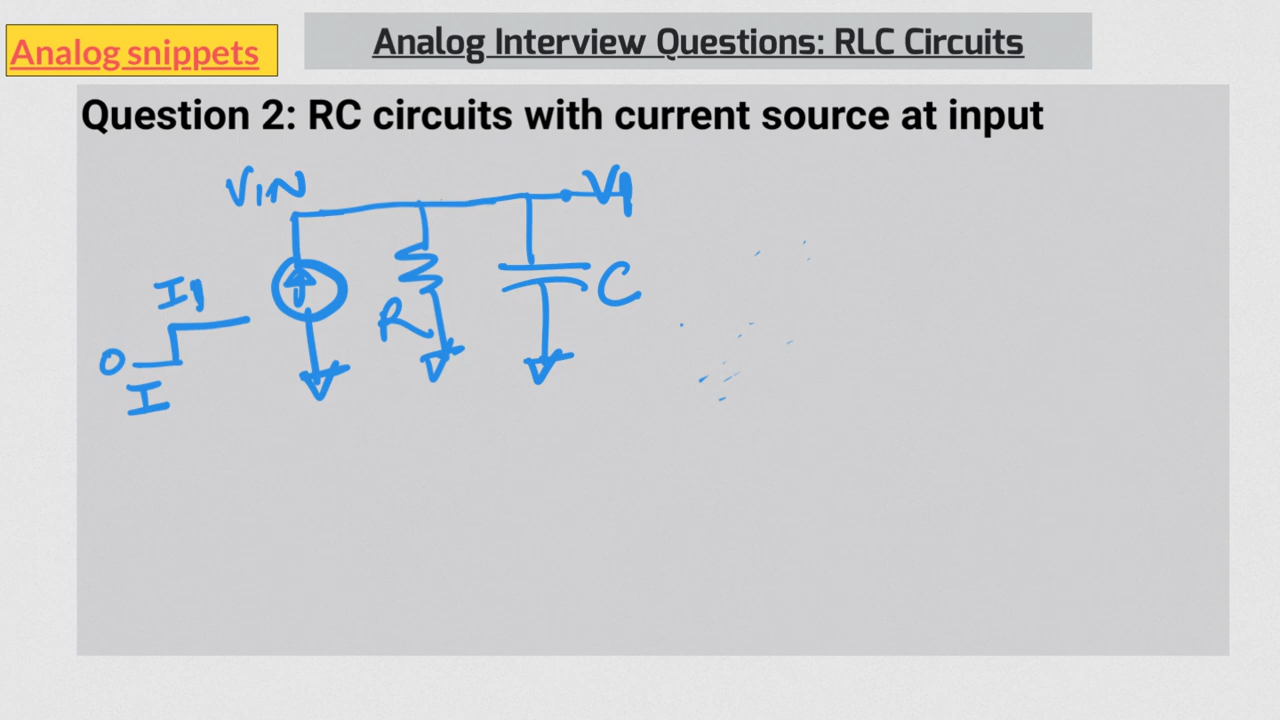 Analog snippets
Analog Interview Questions: RLC Circuits
Question 2: RC circuits with current source at input
VIN
V1
I1
R
C
0
I